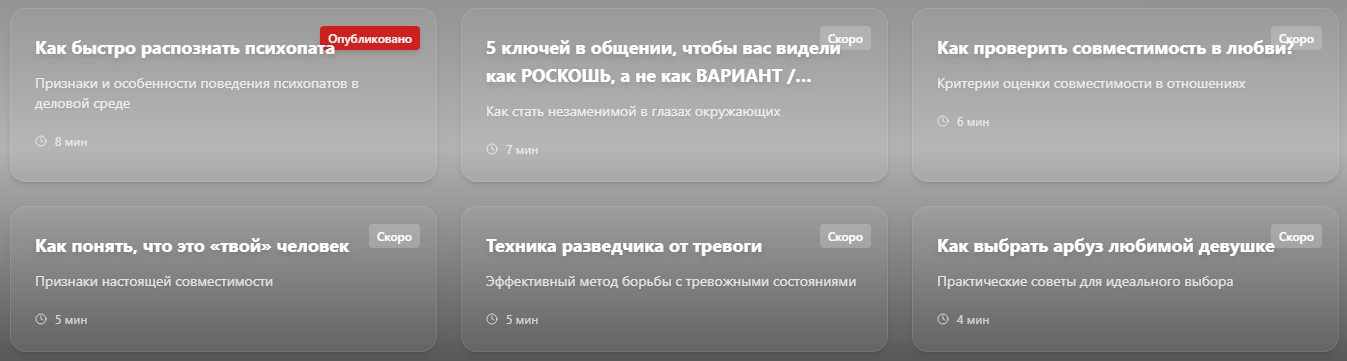 Как быстро распознать психопата
Опубликовано
Признаки и особенности поведения психопатов в
деловой среде
8 мин
5 ключей в общении, чтобы вас видели
Скоро
как РОСКОШЬ, а не как ВАРИАНТ /...
Как стать незаменимой в глазах окружающих
7 мин
Как проверить совместимость в любви?
Скоро
Критерии оценки совместимости в отношениях
6 мин
Как понять, что это «твой» человек
Скоро
Признаки настоящей совместимости
5 мин
Техника разведчика от тревоги
Скоро
Эффективный метод борьбы с тревожными состояниями
5 мин
Как выбрать арбуз любимой девушке
Скоро
Практические советы для идеального выбора
4 мин